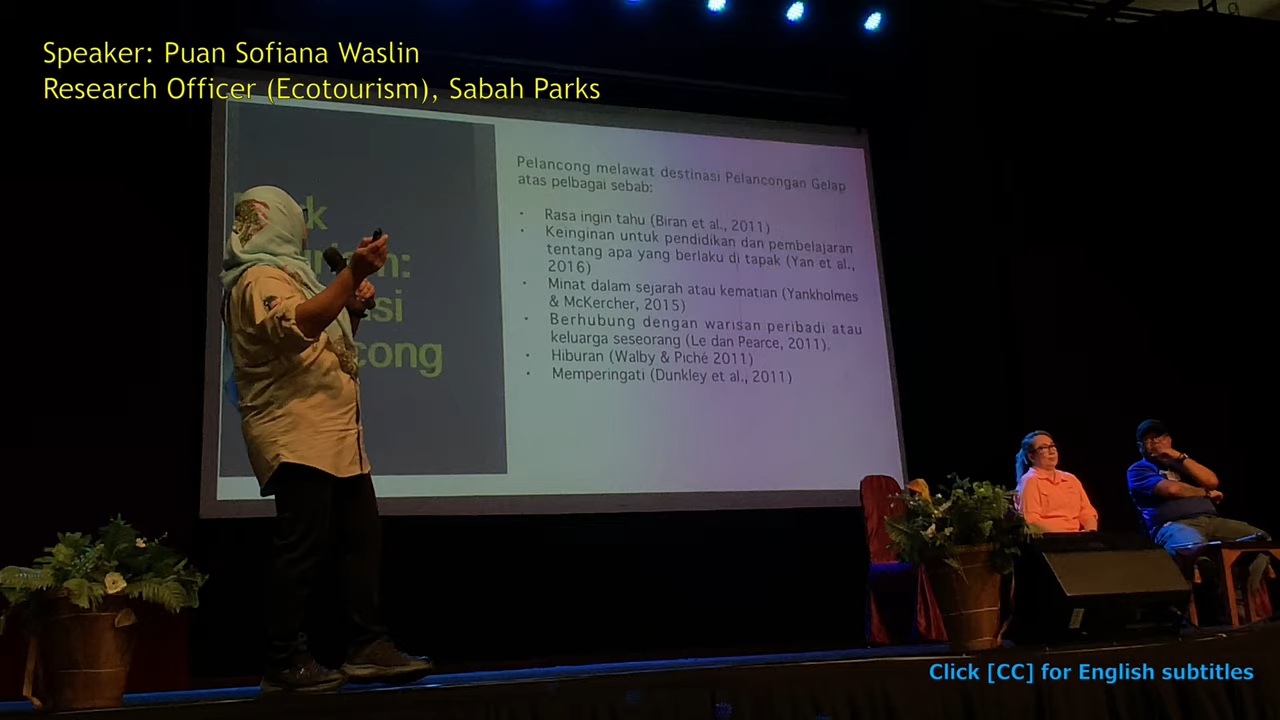 Speaker: Puan Sofiana Waslin
Research Officer (Ecotourism), Sabah Parks
Pelancong melawat destinasi Pelancongan Gelap
atas pelbagai sebab:
• Rasa ingin tahu (Biran et al., 2011)
• Keinginan untuk pendidikan dan pembelajaran
tentang apa yang berlaku di tapak (Yan et al.,
2016)
• Minat dalam sejarah atau kematian (Yankholmes
& McKercher, 2015)
• Berhubung dengan warisan peribadi atau
keluarga seseorang (Le dan Pearce, 2011).
• Hiburan (Walby & Piché 2011)
• Memperingati (Dunkley et al., 2011)
Click [CC] for English subtitles